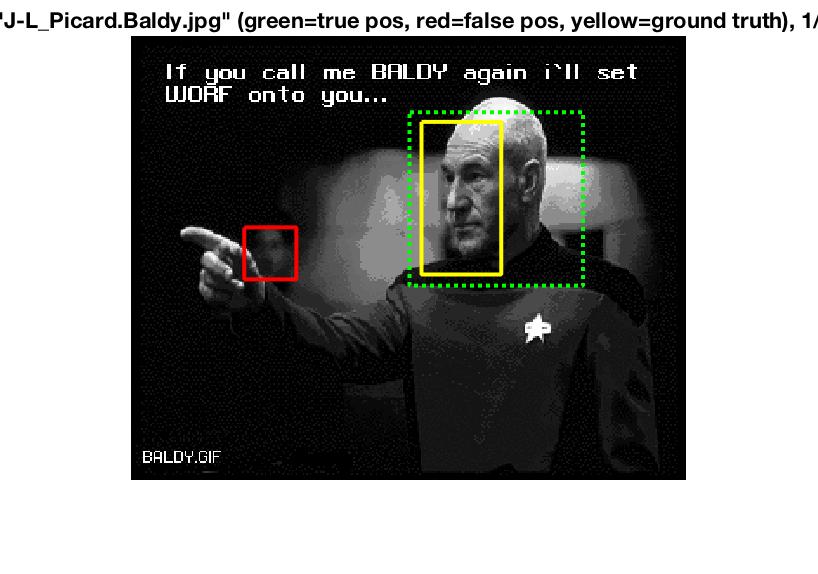 "J-L_Picard.Baldy.jpg" (green=true pos, red=false pos, yellow=ground truth), 1/
If you call me BALDY again i`ll set
WORF onto you...
BALDY.GIF